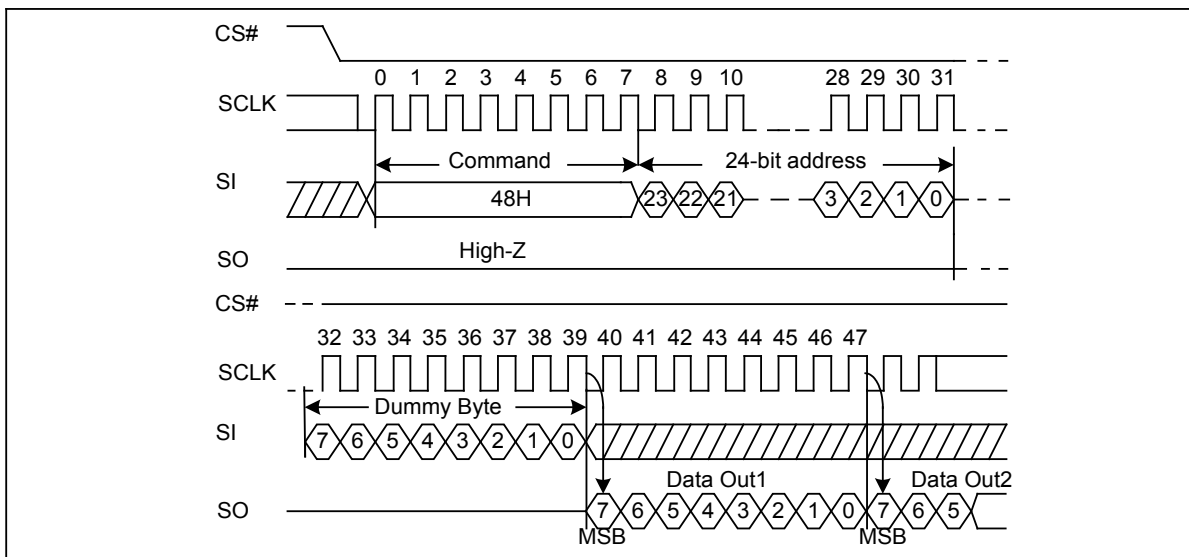 CS#
0 1 2 3 4 5 6 7 8 9 10 28 29 30 31
SCLK
Command 24-bit address
SI
48H 23 22 21 3 2 1 0
High-Z
SO
CS#
32 33 34 35 36 37 38 39 40 41 42 43 44 45 46 47
SCLK
Dummy Byte
SI
7 6 5 4 3 2 1 0
Data Out1 Data Out2
SO
7 6 5 4 3 2 1 0 7 6 5
MSB MSB